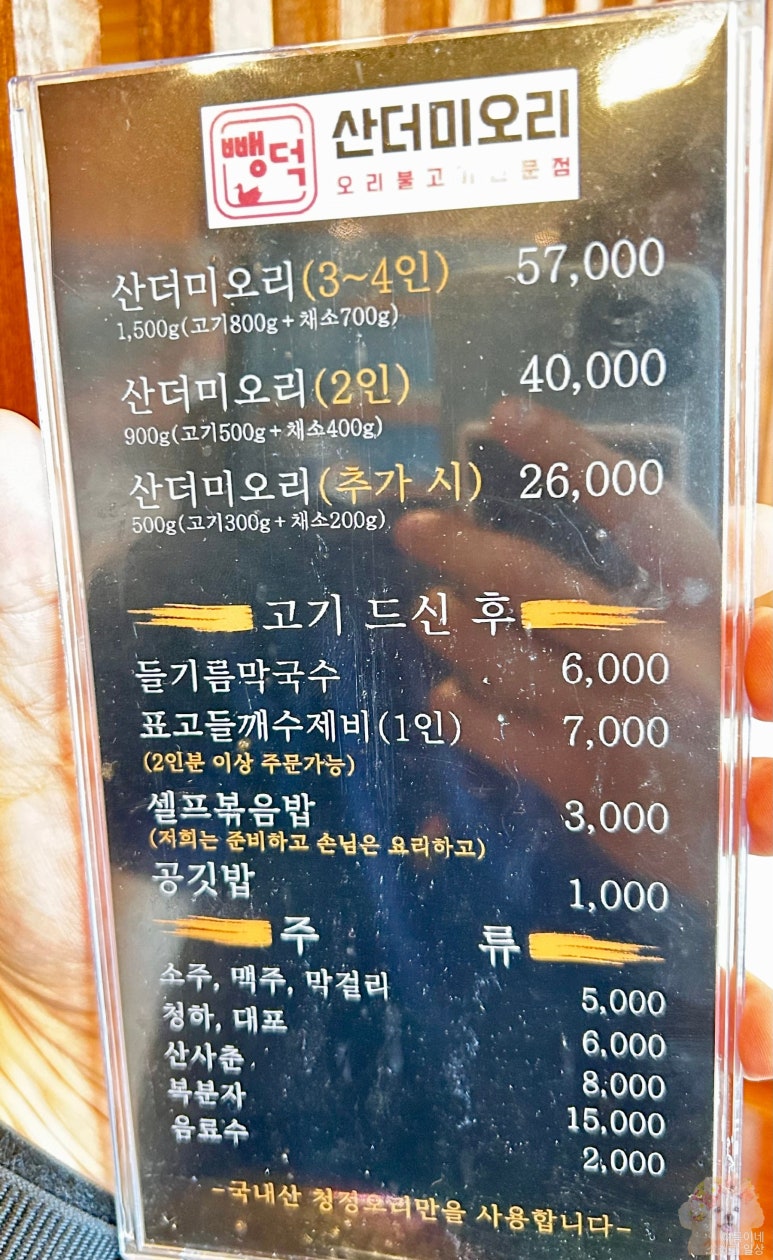 뺑덕
산더미오리
오리불고 문점
산더미오리(3~4인) 57,000
1,500g(고기800g+채소700g)
산더미오리(2인) 40,000
900g(고기500g+채소400g)
산더미오리(추가 시) 26,000
500g(고기300g+채소200g)
고기 드신 후
들기름막국수 6,000
표고들깨수제비(1인) 7,000
(2인분 이상 주문가능)
셀프볶음밥 3,000
(저희는 준비하고 손님은 요리하고)
공깃밥 1,000
주 류
소주, 맥주, 막걸리 5,000
청하, 대포 6,000
산사춘 8,000
복분자 15,000
음료수 2,000
-국내산 청정오리만을 사용합니다-